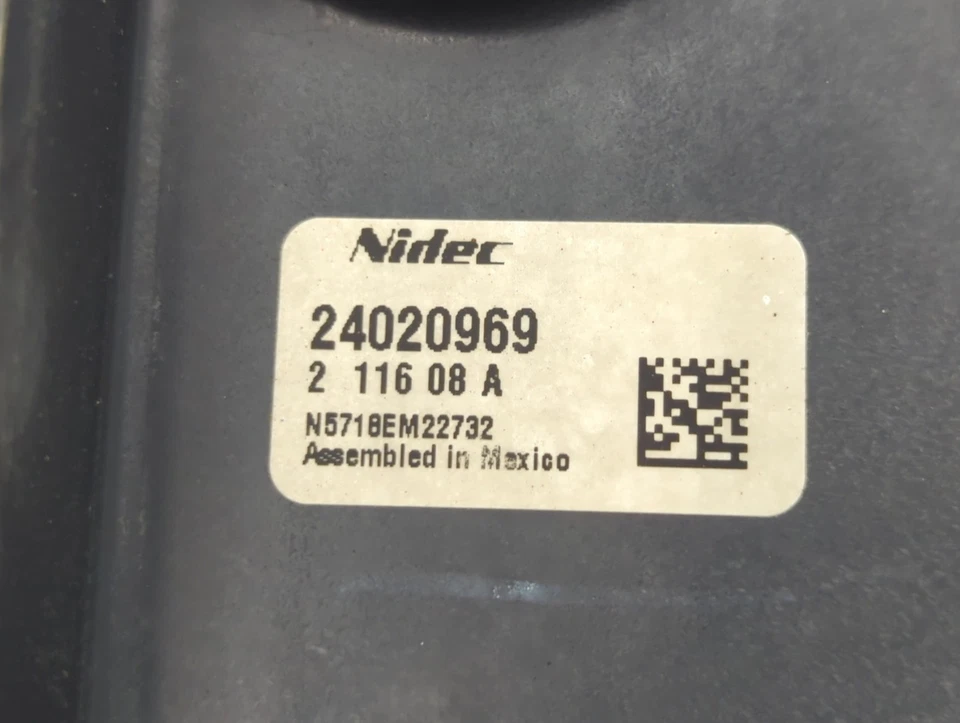 Nidec
24020969
2 116 08 A
N5718EM22732
Assembled in Mexico